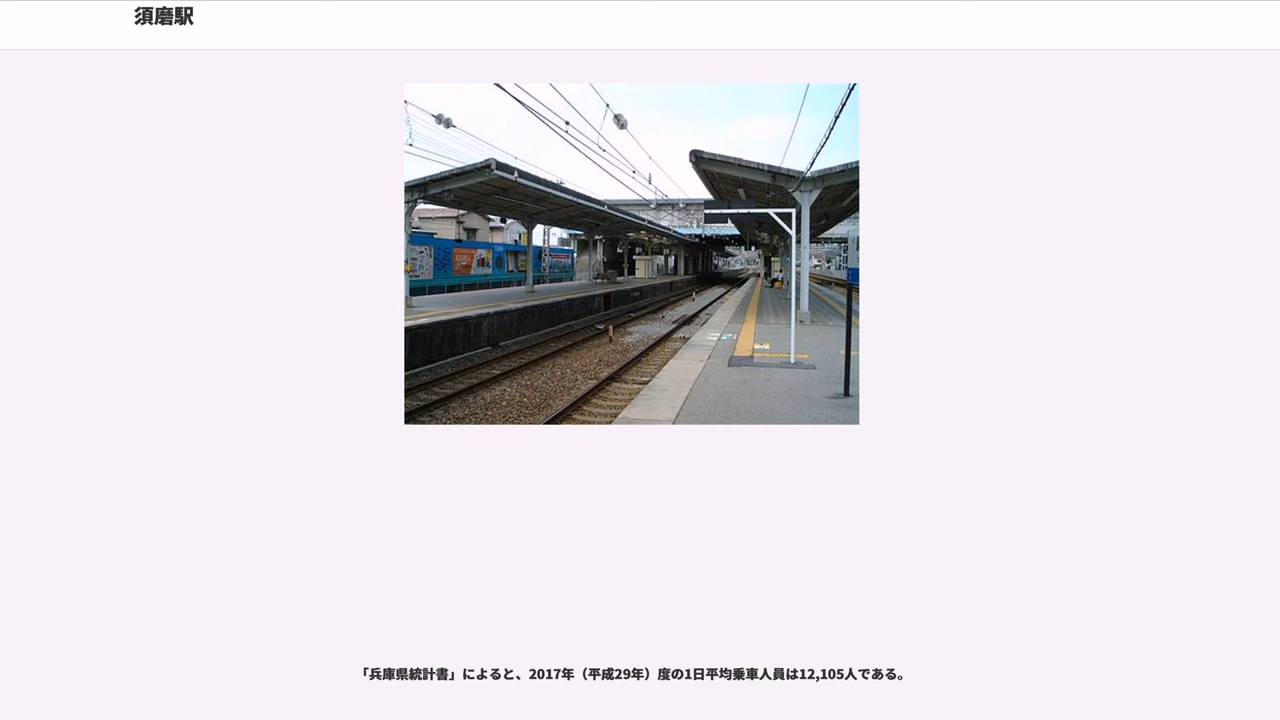 須磨駅
「兵庫県統計書」によると、2017年（平成29年）度の1日平均乗車人員は12,105人である。